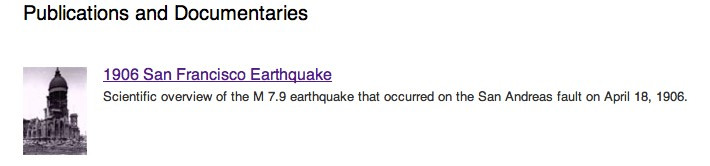 Publications and Documentaries
1906 San Francisco Earthquake
Scientific overview of the M 7.9 earthquake that occurred on the San Andreas fault on April 18, 1906.